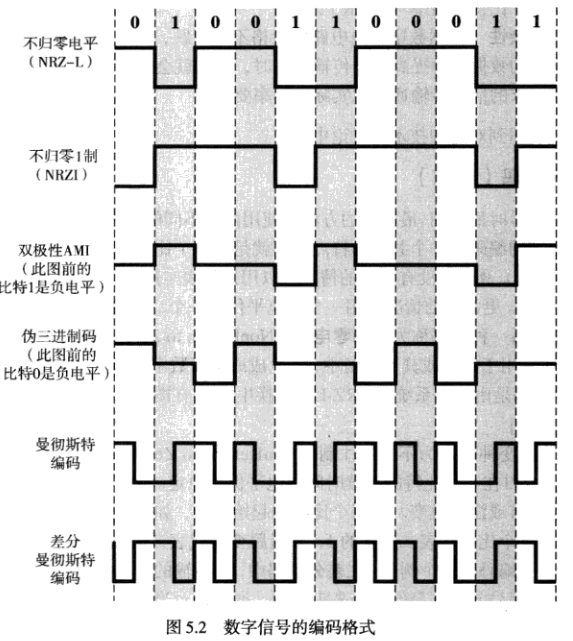 0 1 0 0 1 1 0 0 0 1 1
不归零电平
（NRZ-L）
不归零1制
（NRZI）
双极性AMI
（此图前的
比特1是负电平）
伪三进制码
（此图前的
比特0是负电平）
曼彻斯特
编码
差分
曼彻斯特
编码
图 5.2 数字信号的编码格式